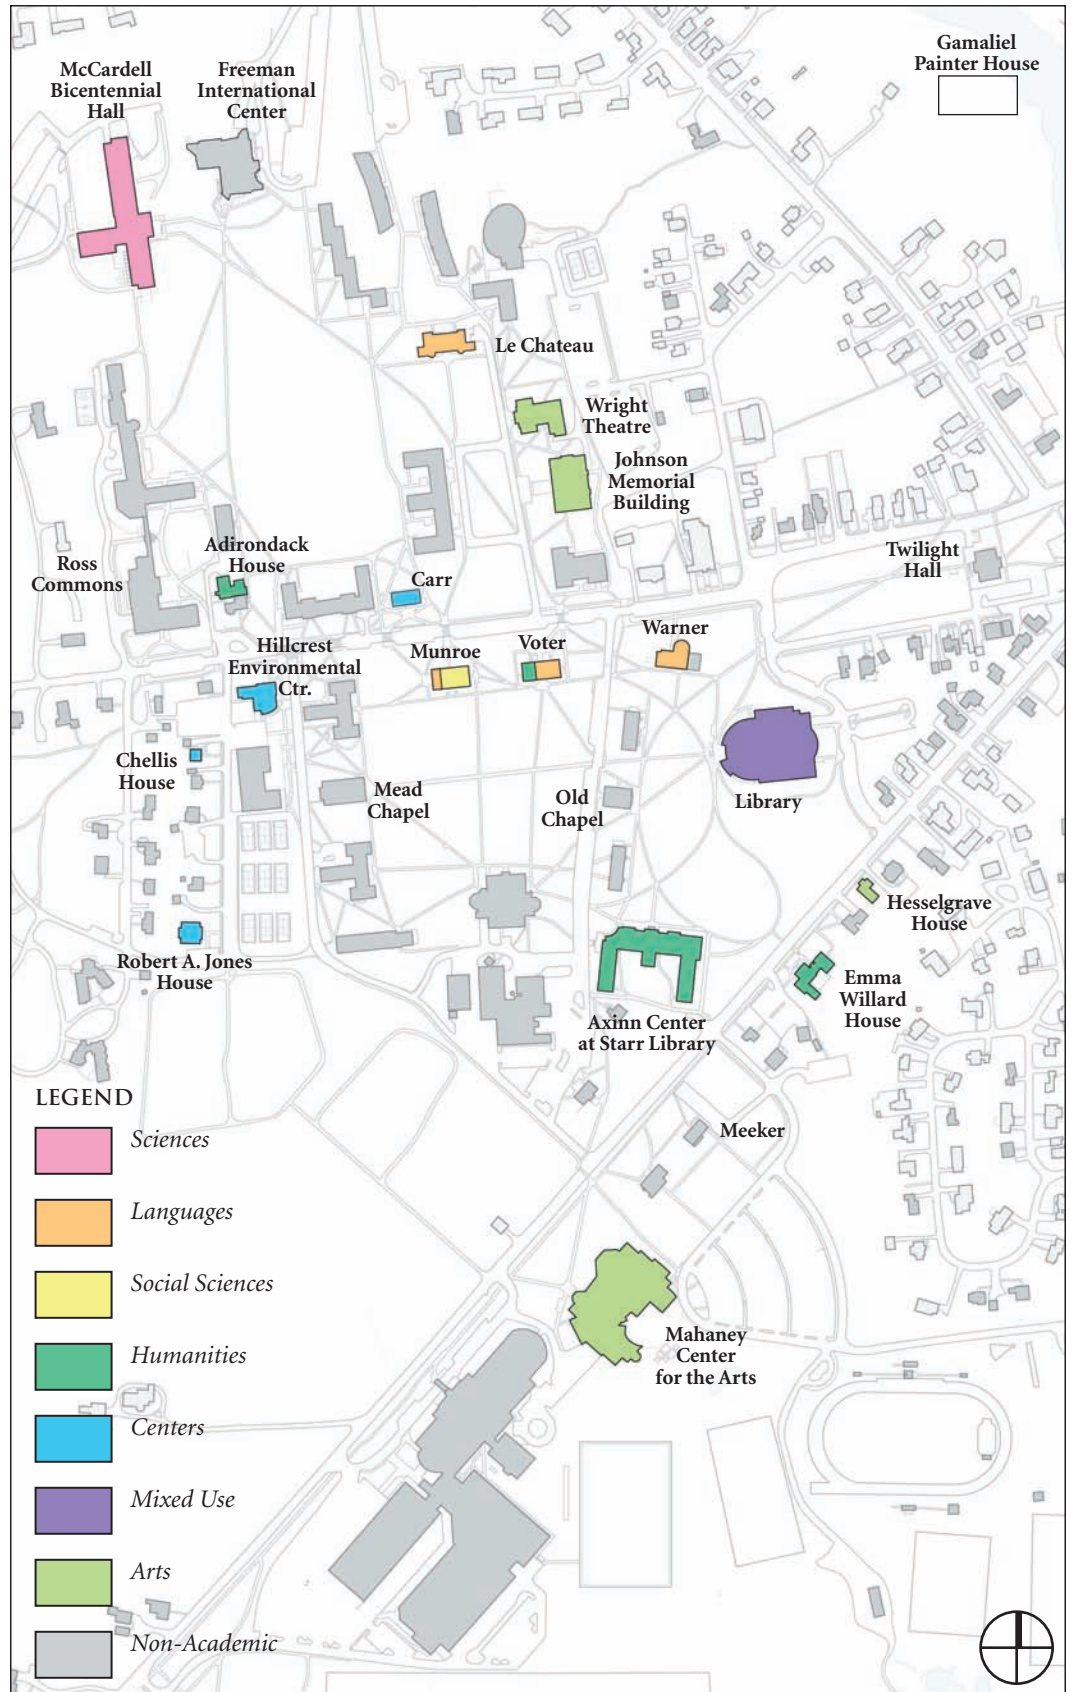 McCardell
Bicentennial
Hall
Freeman
International
Center
Gamaliel
Painter House
Le Chateau
Wright
Theatre
Johnson
Memorial
Building
Adirondack
House
Ross
Commons
Carr
Twilight
Hall
Hillcrest
Environmental
Ctr.
Munroe
Voter
Warner
Chellis
House
Mead
Chapel
Old
Chapel
Library
Hesselgrave
House
Robert A. Jones
House
Emma
Willard
House
Axinn Center
at Starr Library
Meeker
Mahaney
Center
for the Arts
LEGEND
Sciences
Languages
Social Sciences
Humanities
Centers
Mixed Use
Arts
Non-Academic